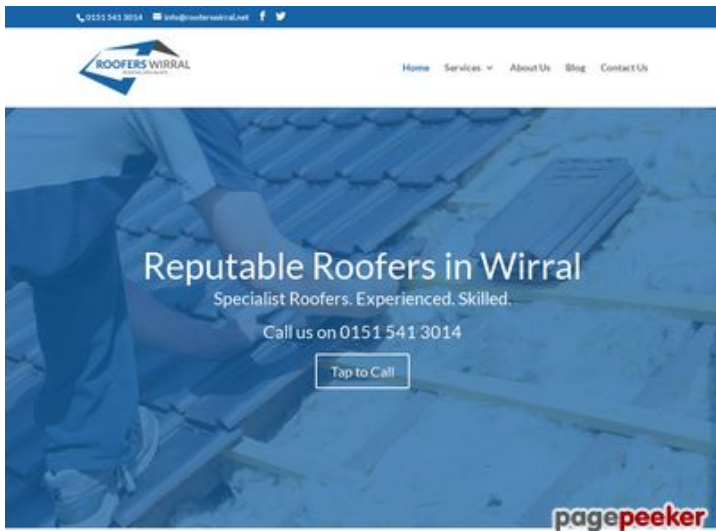 0151 541 3014 info@rooferswirral.net
ROOFERS WIRRAL
Home Services About Us Blog Contact Us
Reputable Roofers in Wirral
Specialist Roofers. Experienced. Skilled.
Call us on 0151 541 3014
Tap to Call
pagepeeker